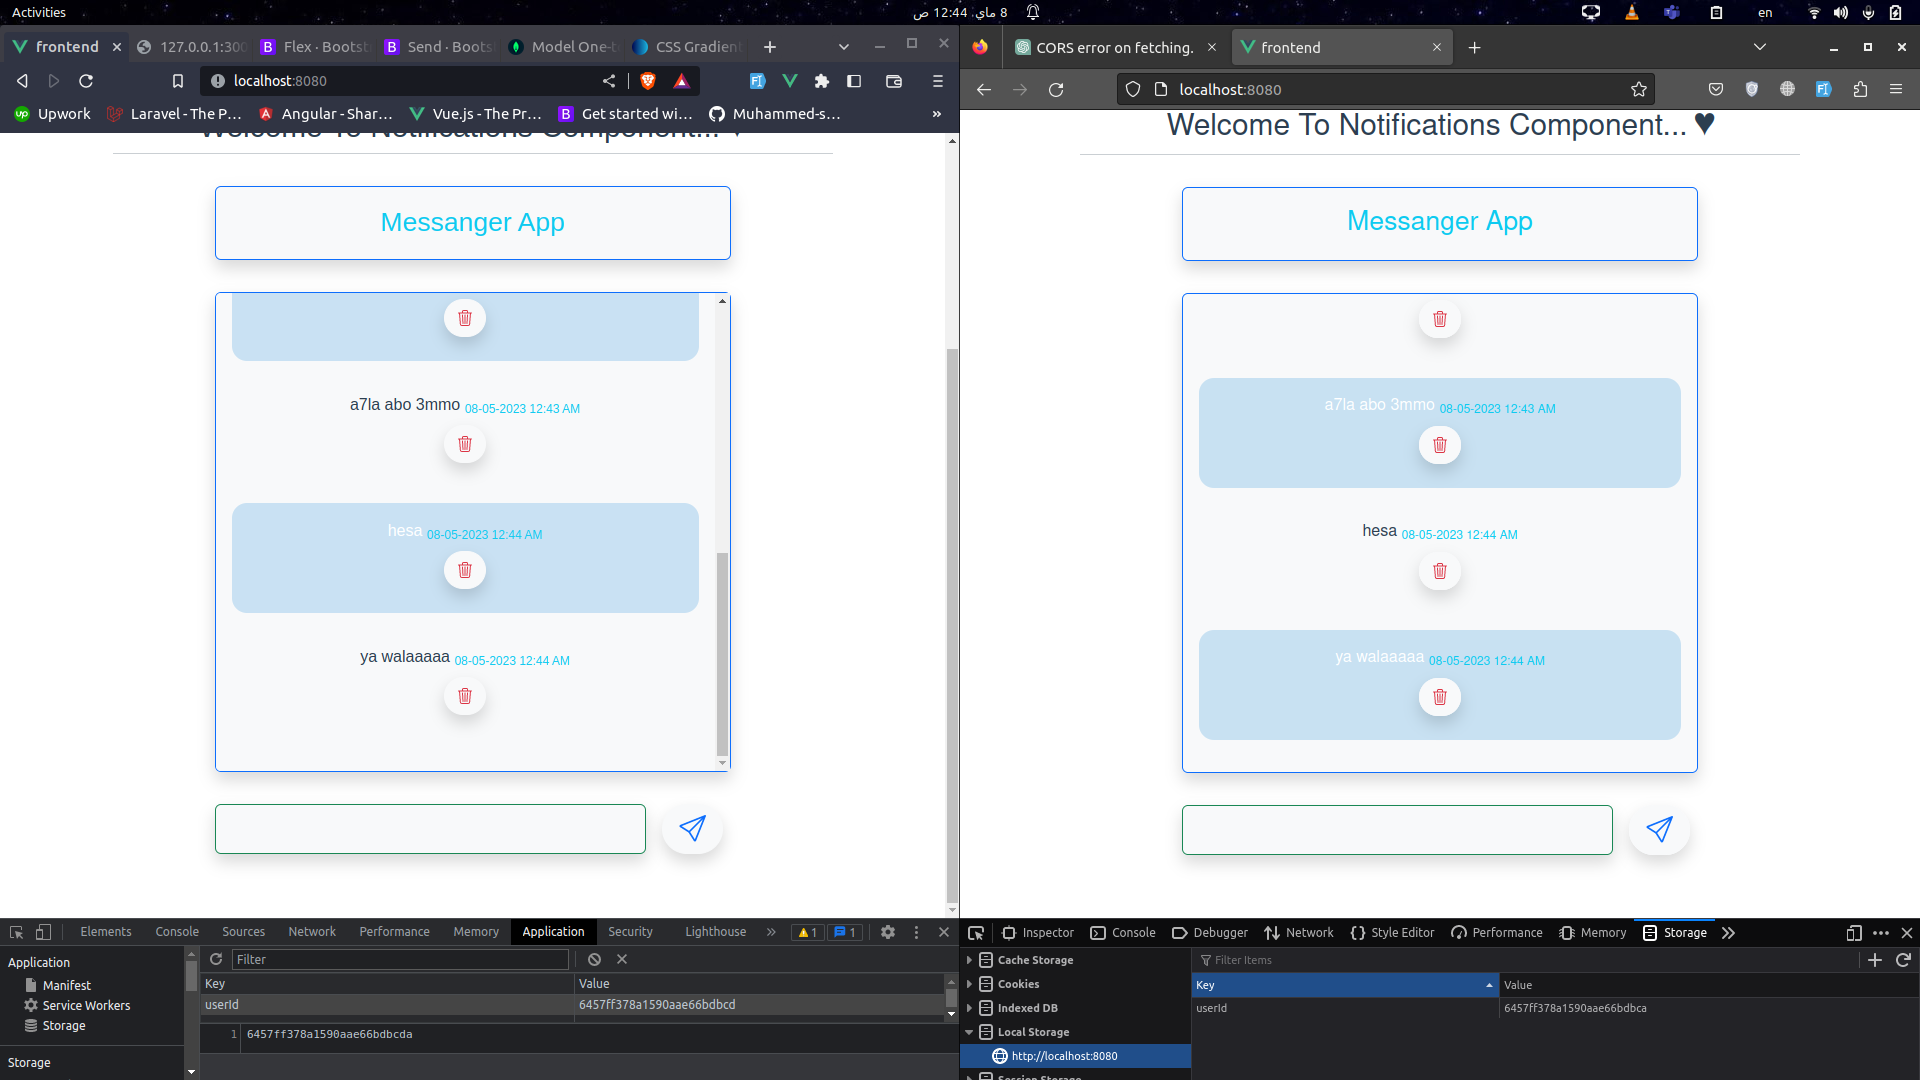 Activities
8 ماي 12:44 ص
en
frontend
127.0.0.1:300
Flex · Bootst
Send · Boots
Model One-t
CSS Gradien
localhost:8080
Upwork
Laravel - The P...
Angular - Shar...
Vue.js - The Pr...
Get started wi...
Muhammed-s...
»
Welcome To Notifications Component... ♥
Messanger App
a7la abo 3mmo 08-05-2023 12:43 AM
hesa 08-05-2023 12:44 AM
ya walaaaaa 08-05-2023 12:44 AM
Elements
Console
Sources
Network
Performance
Memory
Application
Security
Lighthouse
»
1
1
Application
Manifest
Service Workers
Storage
Storage
Filter
Key
Value
userId
6457ff378a1590aae66bdbcd
1
6457ff378a1590aae66bdbcda
CORS error on fetching.
frontend
localhost:8080
Welcome To Notifications Component... ♥
Messanger App
a7la abo 3mmo 08-05-2023 12:43 AM
hesa 08-05-2023 12:44 AM
ya walaaaaa 08-05-2023 12:44 AM
Inspector
Console
Debugger
Network
Style Editor
Performance
Memory
Storage
Cache Storage
Cookies
Indexed DB
Local Storage
http://localhost:8080
Session Storage
Filter Items
Key
Value
userId
6457ff378a1590aae66bdbca